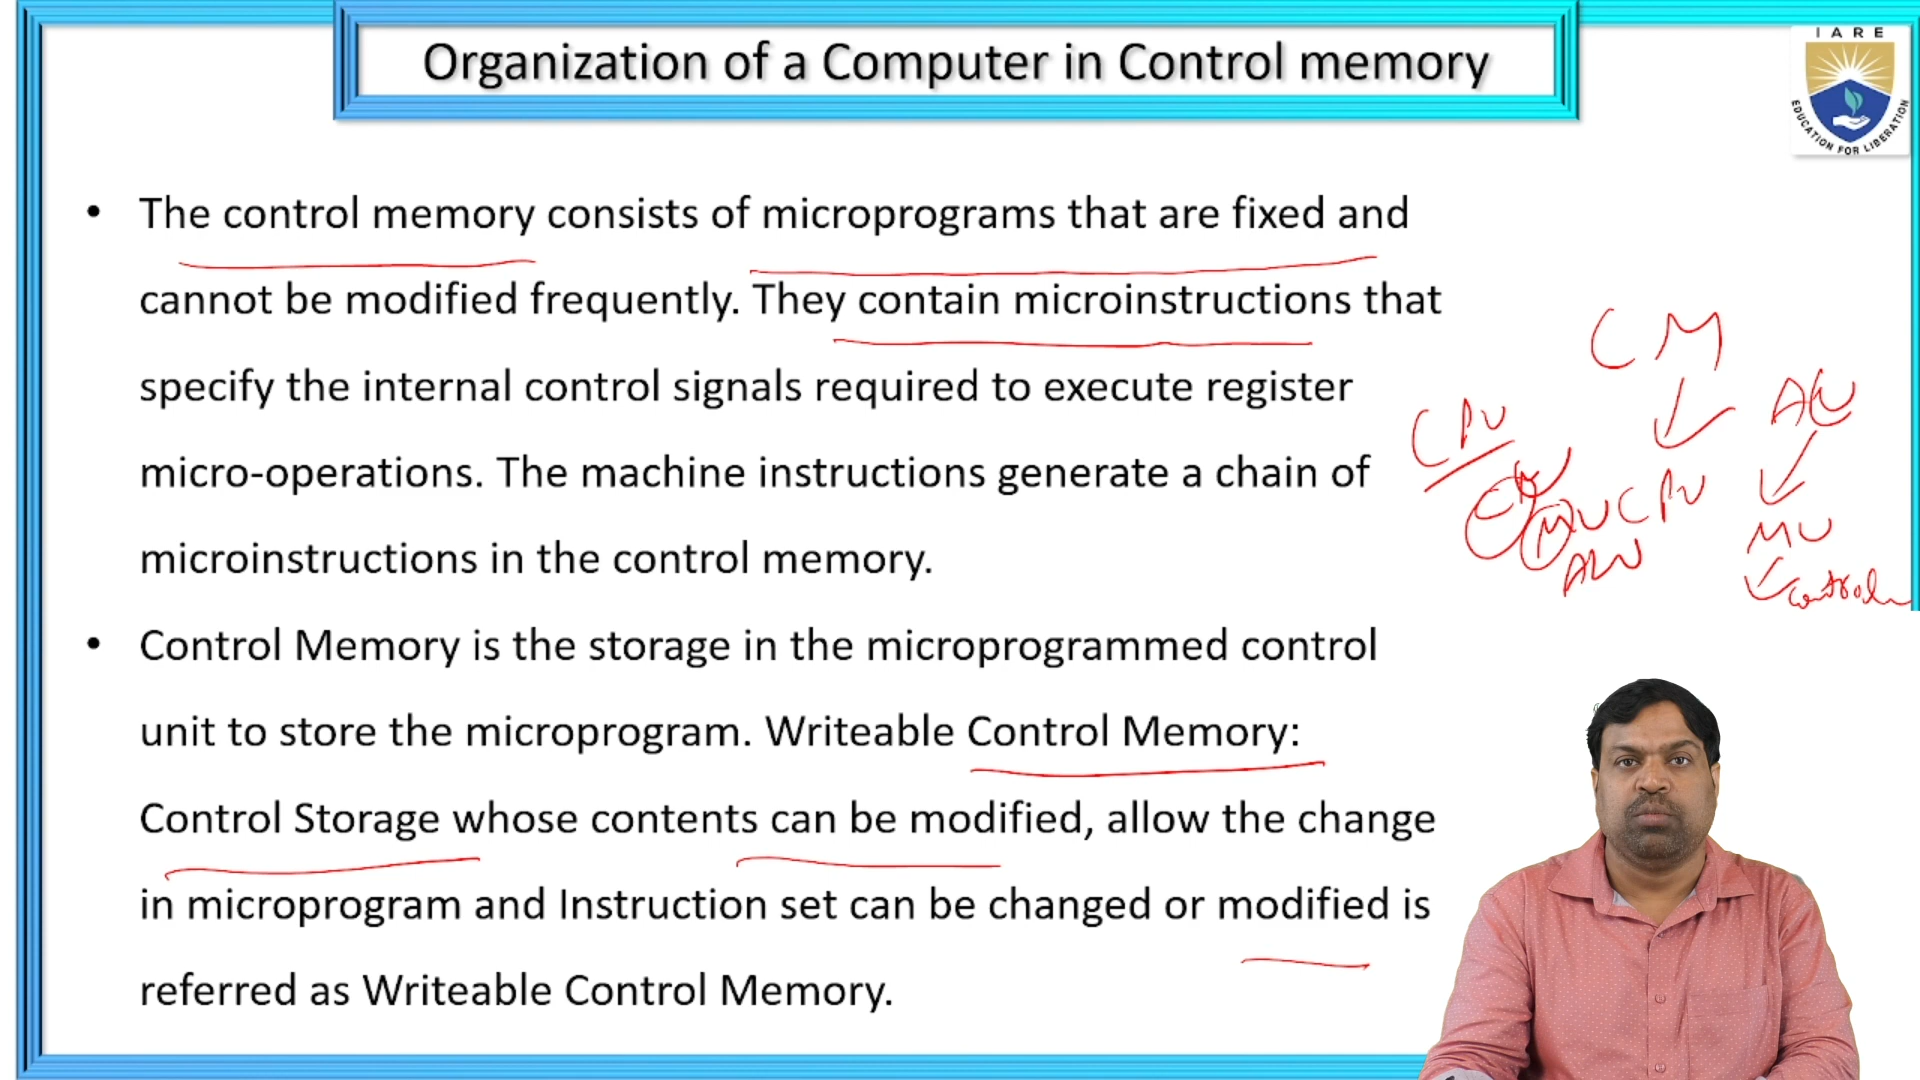 Organization of a Computer in Control memory
IARE
EDUCATION FOR LIBERATION
• The control memory consists of microprograms that are fixed and
cannot be modified frequently. They contain microinstructions that
specify the internal control signals required to execute register
micro-operations. The machine instructions generate a chain of
microinstructions in the control memory.
• Control Memory is the storage in the microprogrammed control
unit to store the microprogram. Writeable Control Memory:
Control Storage whose contents can be modified, allow the change
in microprogram and Instruction set can be changed or modified is
referred as Writeable Control Memory.
CM
CPU
CPU
MU
MU